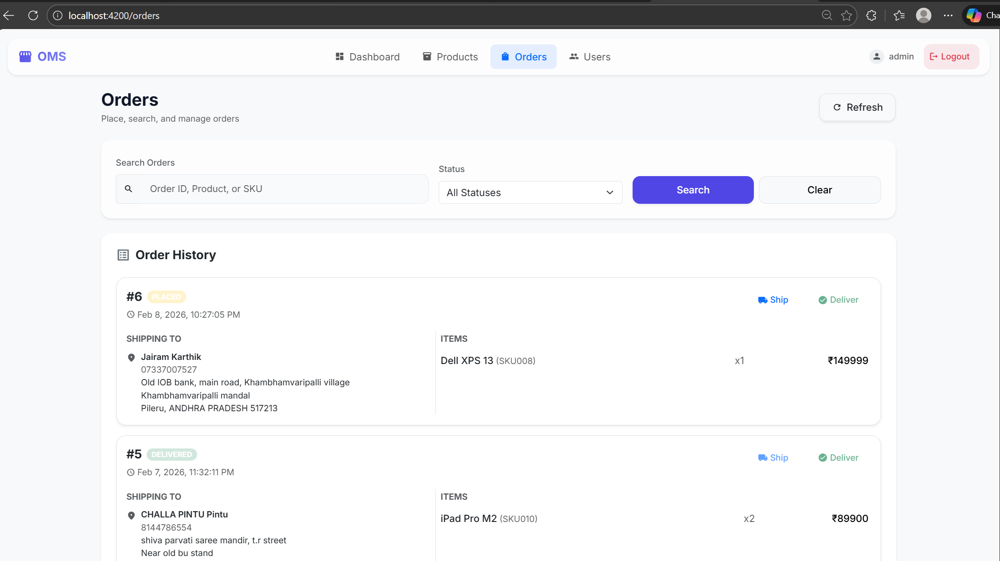 localhost:4200/orders
Cha
OMS
Dashboard
Products
Orders
Users
admin
Logout
Orders
Place, search, and manage orders
Refresh
Search Orders
Order ID, Product, or SKU
Status
All Statuses
Search
Clear
Order History
#6 PLACED
Feb 8, 2026, 10:27:05 PM
Ship
Deliver
SHIPPING TO
Jairam Karthik
07337007527
Old IOB bank, main road, Khambhamvaripalli village
Khambhamvaripalli mandal
Pileru, ANDHRA PRADESH 517213
ITEMS
Dell XPS 13 (SKU008) x1 ₹149999
#5 DELIVERED
Feb 7, 2026, 11:32:11 PM
Ship
Deliver
SHIPPING TO
CHALLA PINTU Pintu
8144786554
shiva parvati saree mandir, t.r street
Near old bu stand
ITEMS
iPad Pro M2 (SKU010) x2 ₹89900